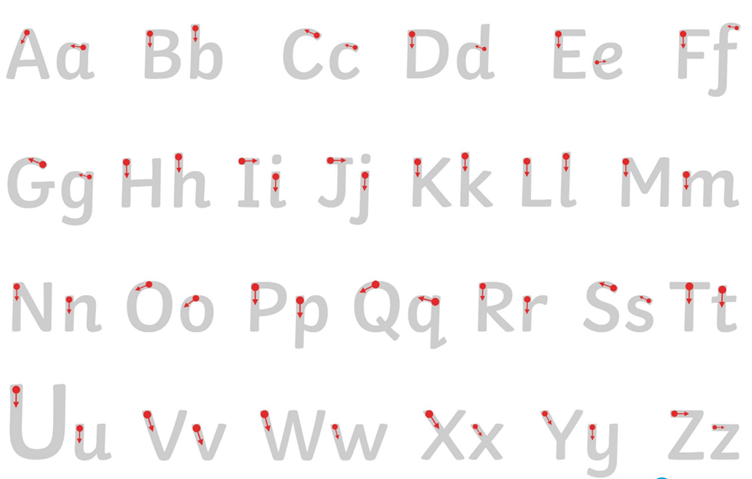 Aa Bb Cc Dd Ee Ff
Gg Hh Ii Jj Kk Ll Mm
Nn Oo Pp Qq Rr Ss Tt
Uu Vv Ww Xx Yy Zz